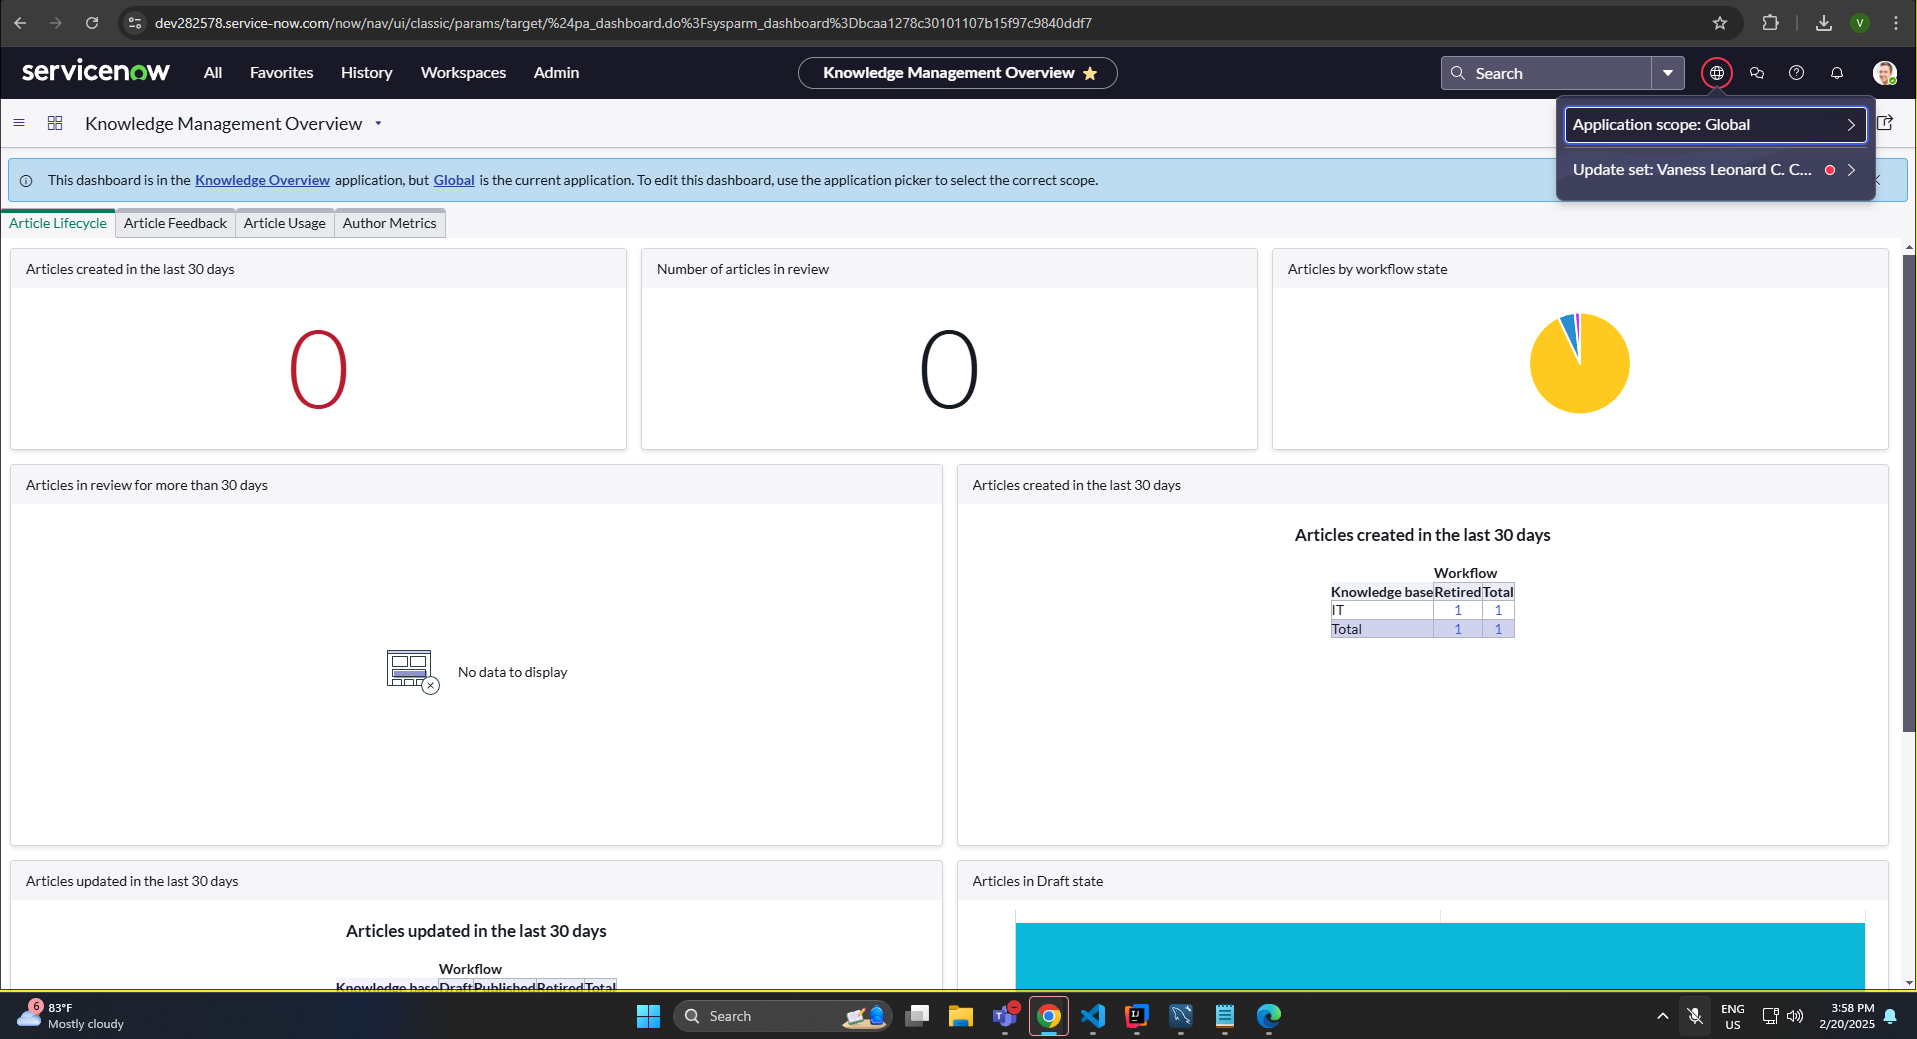 dev282578.service-now.com/now/nav/ui/classic/params/target/%24pa_dashboard.do%3Fsysparm_dashboard%3Dbcaa1278c30101107b15f97c9840ddf7
V
servicenow
All
Favorites
History
Workspaces
Admin
Knowledge Management Overview
Search
Knowledge Management Overview
Application scope: Global
Update set: Vaness Leonard C. C...
This dashboard is in the Knowledge Overview application, but Global is the current application. To edit this dashboard, use the application picker to select the correct scope.
Article Lifecycle
Article Feedback
Article Usage
Author Metrics
Articles created in the last 30 days
0
Number of articles in review
0
Articles by workflow state
Articles in review for more than 30 days
No data to display
Articles created in the last 30 days
Articles created in the last 30 days
Workflow
Knowledge base Retired Total
IT 1 1
Total 1 1
Articles updated in the last 30 days
Articles updated in the last 30 days
Workflow
Knowledge base Draft Published Retired Total
Articles in Draft state
6
83°F
Mostly cloudy
Search
ENG
US
3:58 PM
2/20/2025